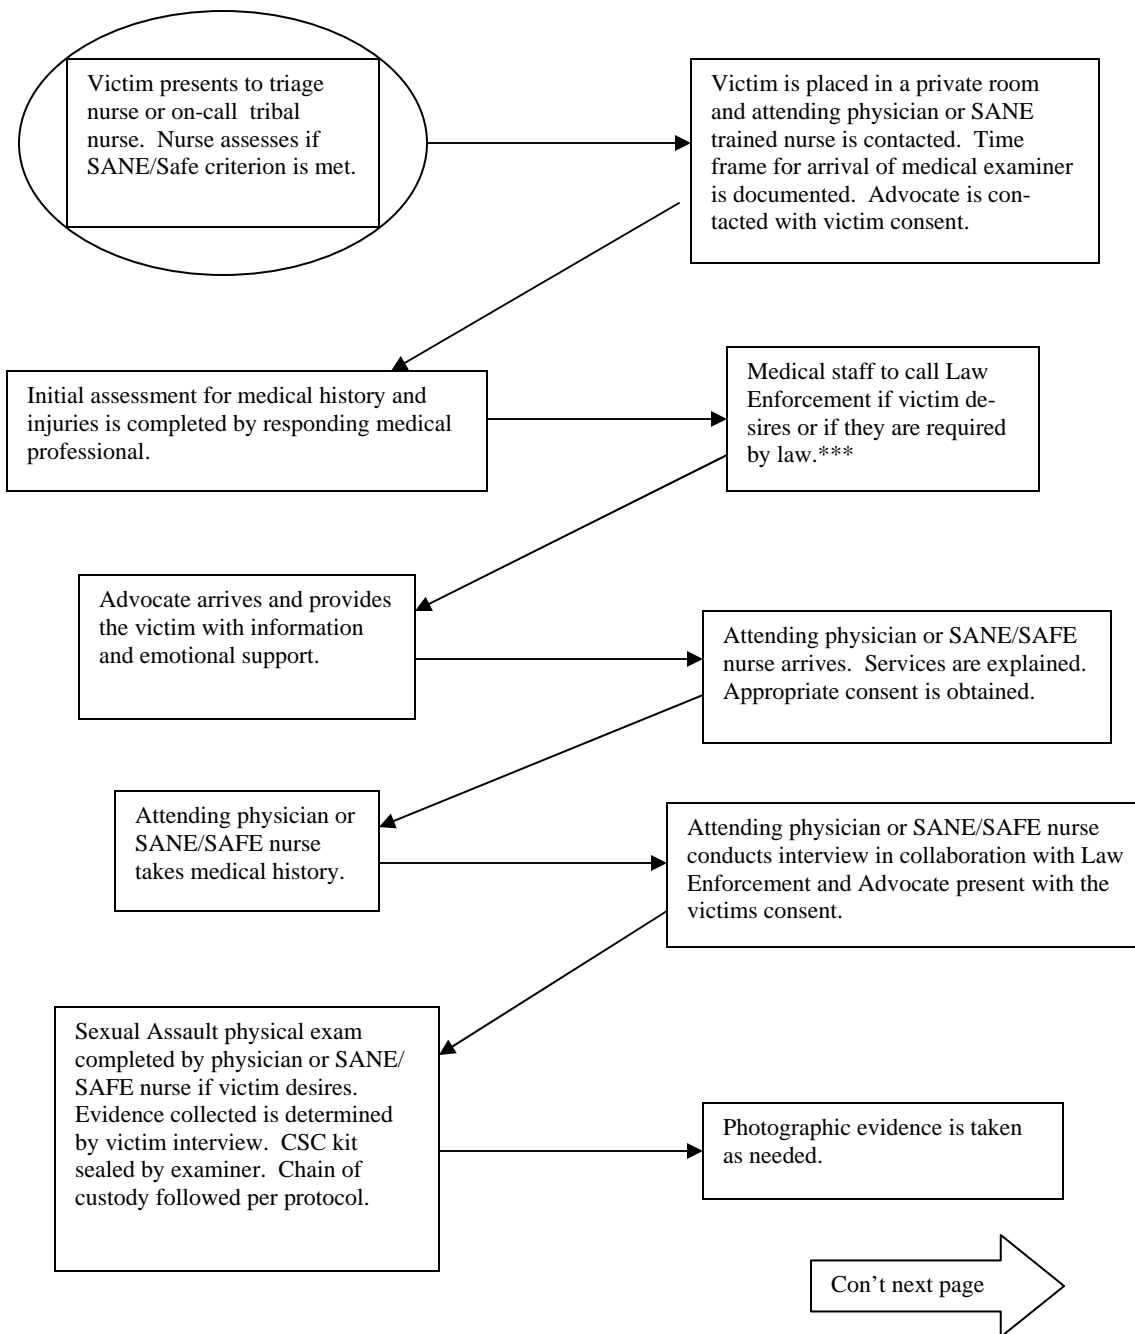 Victim presents to triage
nurse or on-call tribal
nurse. Nurse assesses if
SANE/Safe criterion is met.
Victim is placed in a private room
and attending physician or SANE
trained nurse is contacted. Time
frame for arrival of medical examiner
is documented. Advocate is con-
tacted with victim consent.
Initial assessment for medical history and
injuries is completed by responding medical
professional.
Medical staff to call Law
Enforcement if victim de-
sires or if they are required
by law.***
Advocate arrives and provides
the victim with information
and emotional support.
Attending physician or SANE/SAFE
nurse arrives. Services are explained.
Appropriate consent is obtained.
Attending physician or
SANE/SAFE nurse
takes medical history.
Attending physician or SANE/SAFE nurse
conducts interview in collaboration with Law
Enforcement and Advocate present with the
victims consent.
Sexual Assault physical exam
completed by physician or SANE/
SAFE nurse if victim desires.
Evidence collected is determined
by victim interview. CSC kit
sealed by examiner. Chain of
custody followed per protocol.
Photographic evidence is taken
as needed.
Con't next page